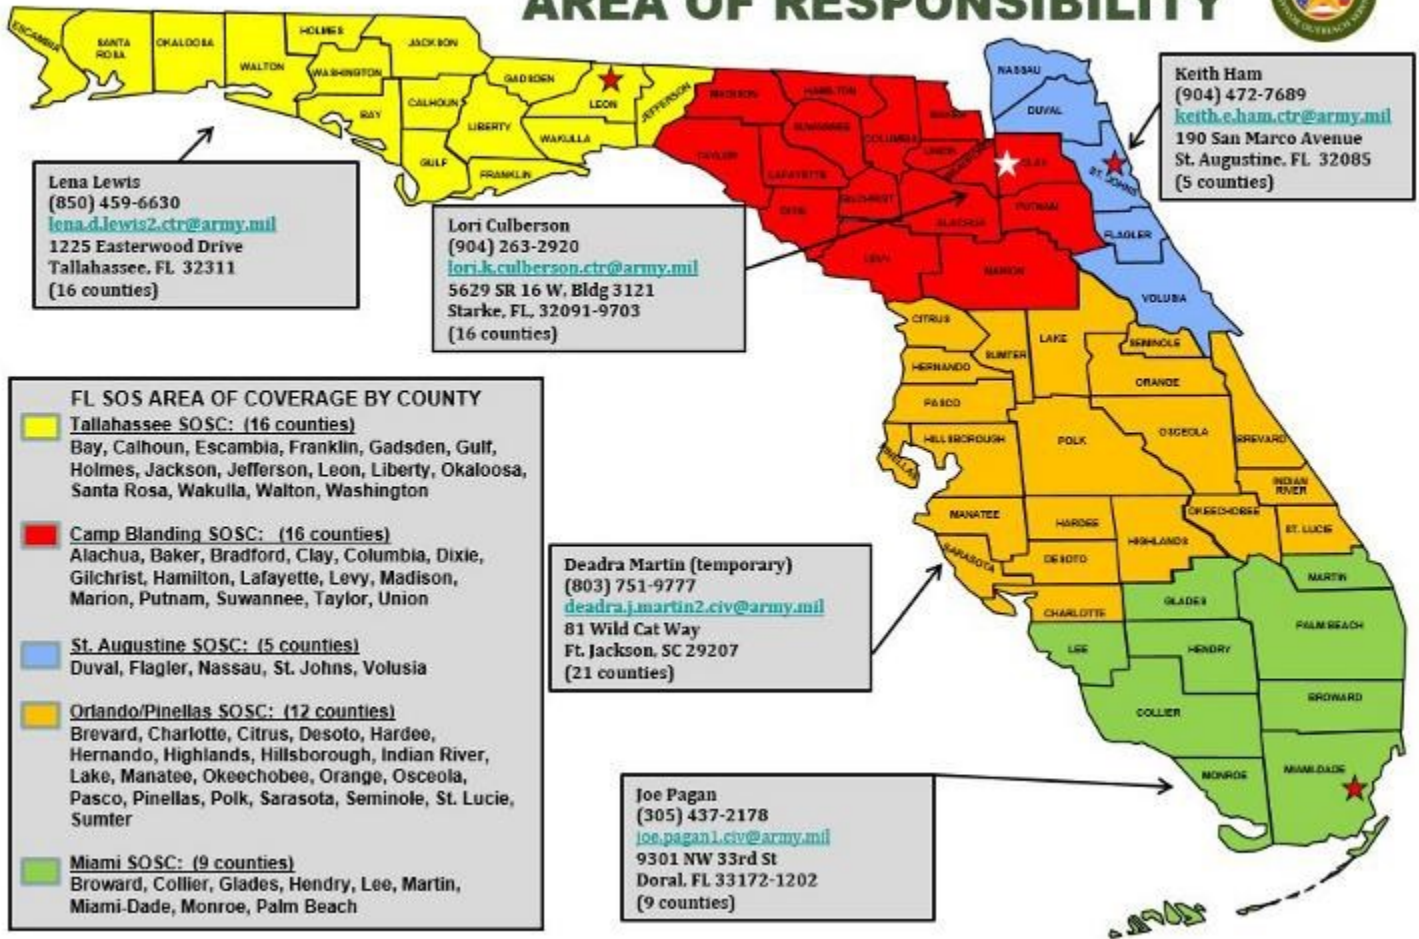 AREA OF RESPONSIBILITY
ESCAMBIA
SANTA
ROSA
OKALOOSA
HOLMES
WALTON
WASHINGTON
JACKSON
BAY
CALHOUN
GULF
GADSDEN
LIBERTY
FRANKLIN
LEON
WAKULLA
JEFFERSON
MADISON
HAMILTON
TAYLOR
SUWANNEE
LAFAYETTE
COLUMBIA
BAKER
UNION
BRADFORD
CLAY
DIXIE
GILCHRIST
ALACHUA
PUTNAM
LEVY
MARION
NASSAU
DUVAL
ST. JOHNS
FLAGLER
VOLUSIA
Keith Ham
(904) 472-7689
keith.e.ham.ctr@army.mil
190 San Marco Avenue
St. Augustine, FL 32085
(5 counties)
Lena Lewis
(850) 459-6630
lena.d.lewis2.ctr@army.mil
1225 Easterwood Drive
Tallahassee, FL 32311
(16 counties)
Lori Culberson
(904) 263-2920
lori.k.culberson.ctr@army.mil
5629 SR 16 W, Bldg 3121
Starke, FL, 32091-9703
(16 counties)
CITRUS
SUMTER
LAKE
SEMINOLE
HERNANDO
ORANGE
PASCO
HILLSBOROUGH
PINELLAS
POLK
OSCEOLA
BREVARD
INDIAN
RIVER
MANATEE
HARDEE
HIGHLANDS
OKEECHOBEE
ST. LUCIE
SARASOTA
DESOTO
CHARLOTTE
GLADES
MARTIN
LEE
HENDRY
PALM BEACH
COLLIER
BROWARD
MONROE
MIAMI-DADE
FL SOS AREA OF COVERAGE BY COUNTY
Tallahassee SOSC: (16 counties)
Bay, Calhoun, Escambia, Franklin, Gadsden, Gulf,
Holmes, Jackson, Jefferson, Leon, Liberty, Okaloosa,
Santa Rosa, Wakulla, Walton, Washington
Camp Blanding SOSC: (16 counties)
Alachua, Baker, Bradford, Clay, Columbia, Dixie,
Gilchrist, Hamilton, Lafayette, Levy, Madison,
Marion, Putnam, Suwannee, Taylor, Union
St. Augustine SOSC: (5 counties)
Duval, Flagler, Nassau, St. Johns, Volusia
Orlando/Pinellas SOSC: (12 counties)
Brevard, Charlotte, Citrus, Desoto, Hardee,
Hernando, Highlands, Hillsborough, Indian River,
Lake, Manatee, Okeechobee, Orange, Osceola,
Pasco, Pinellas, Polk, Sarasota, Seminole, St. Lucie,
Sumter
Miami SOSC: (9 counties)
Broward, Collier, Glades, Hendry, Lee, Martin,
Miami-Dade, Monroe, Palm Beach
Deadra Martin (temporary)
(803) 751-9777
deadra.j.martin2.civ@army.mil
81 Wild Cat Way
Ft. Jackson, SC 29207
(21 counties)
Joe Pagan
(305) 437-2178
joe.pagan1.civ@army.mil
9301 NW 33rd St
Doral, FL 33172-1202
(9 counties)